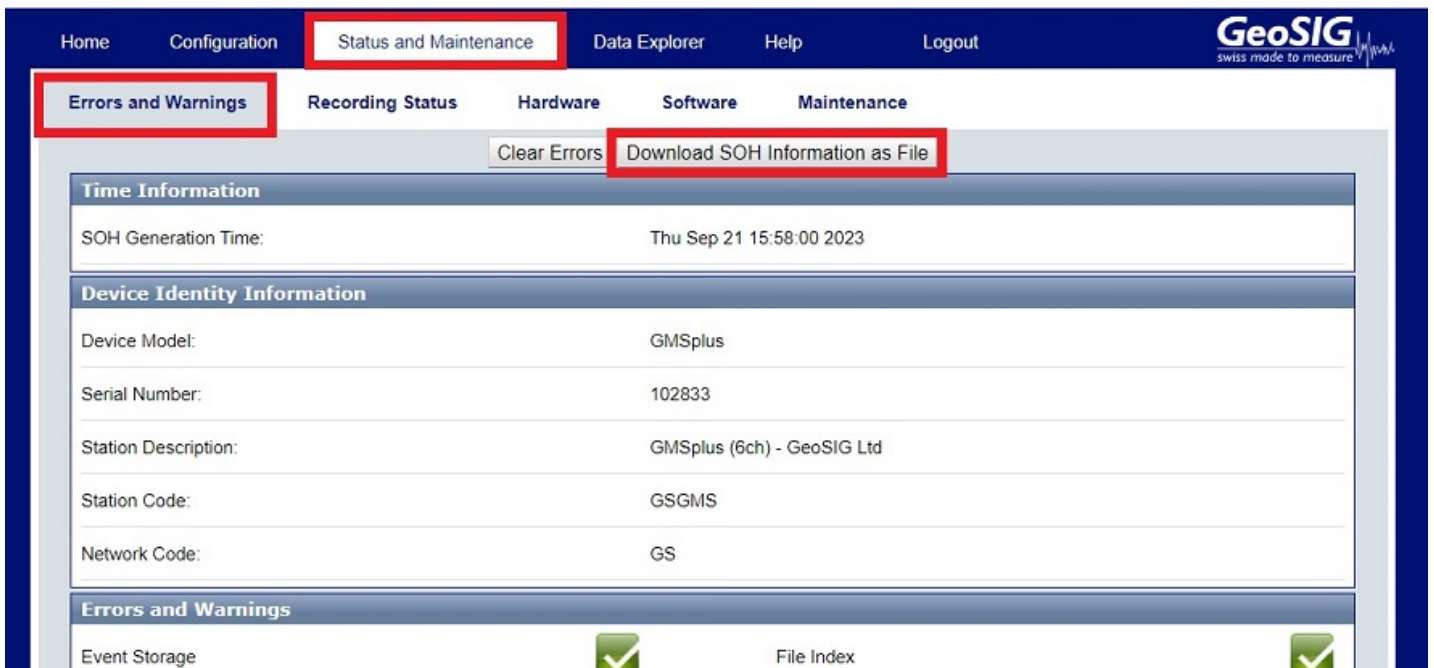 Home Configuration Status and Maintenance Data Explorer Help Logout
GeoSIG
swiss made to measure
Errors and Warnings Recording Status Hardware Software Maintenance
Clear Errors Download SOH Information as File
Time Information
SOH Generation Time: Thu Sep 21 15:58:00 2023
Device Identity Information
Device Model: GMSplus
Serial Number: 102833
Station Description: GMSplus (6ch) - GeoSIG Ltd
Station Code: GSGMS
Network Code: GS
Errors and Warnings
Event Storage File Index